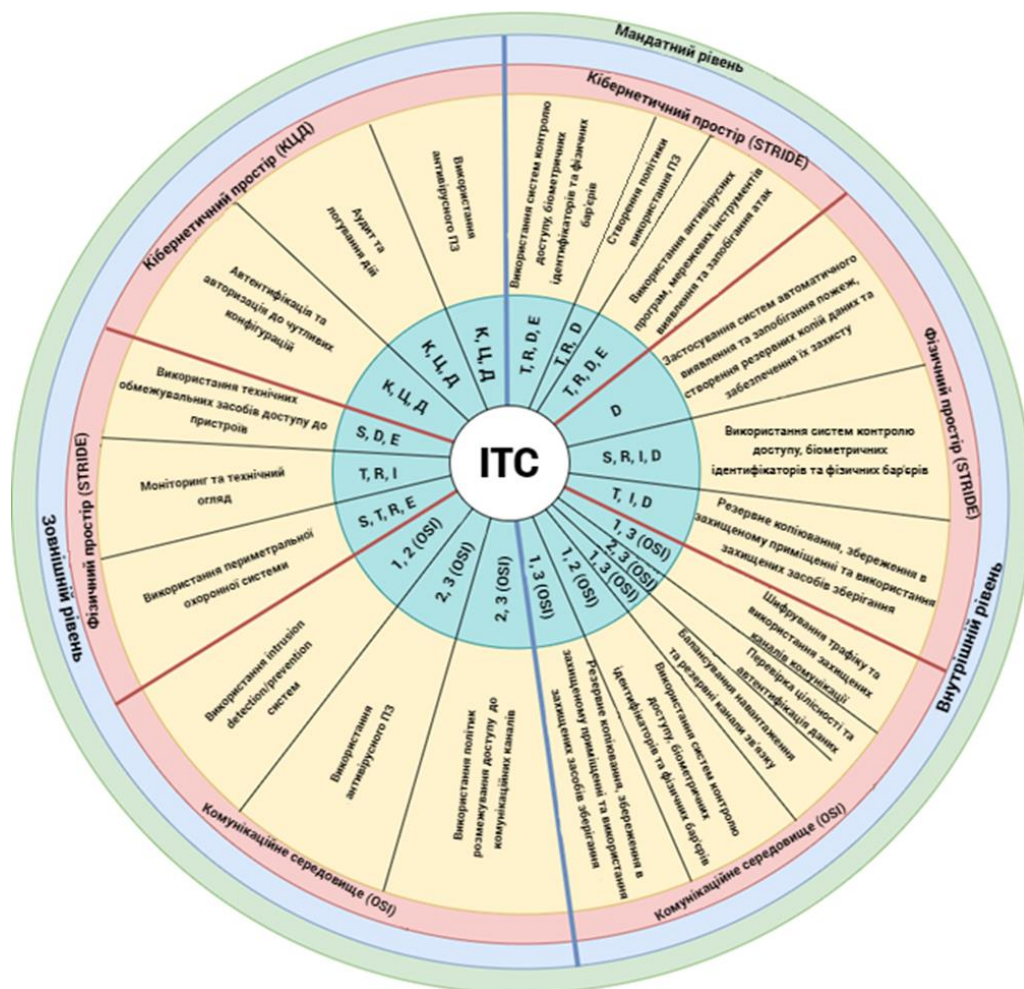 Мандатний рівень
Кібернетичний простір (STRIDE)
Використання систем контролю
доступу, біометричних
ідентифікаторів та фізичних
бар'єрів
T, R, D, E
Створення політики
використання ПЗ
T, R, D
Використання антивірусних
програм, мережевих інструментів
виявлення та запобігання атак
T, R, D, E
Фізичний простір (STRIDE)
Застосування систем автоматичного
виявлення та запобігання пожеж,
створення резервних копій даних та
забезпечення їх захисту
D
Використання систем контролю
доступу, біометричних
ідентифікаторів та фізичних бар'єрів
S, R, I, D
Резервне копіювання, збереження в
захищеному приміщенні та використання
захищених засобів зберігання
T, I, D
Внутрішній рівень
Шифрування трафіку та
використання захищених
каналів комунікації
1, 3 (OSI)
Перевірка цілісності та
автентифікація даних
2, 3 (OSI)
Балансування навантаження
та резервні канали зв'язку
1, 3 (OSI)
Використання систем контролю
доступу, біометричних
ідентифікаторів та фізичних бар'єрів
1, 2 (OSI)
Резервне копіювання, збереження в
захищеному приміщенні та використання
захищених засобів зберігання
1, 3 (OSI)
Комунікаційне середовище (OSI)
Комунікаційне середовище (OSI)
Використання політик
розмежування доступу до
комунікаційних каналів
2, 3 (OSI)
Використання
антивірусного ПЗ
2, 3 (OSI)
Використання intrusion
detection/prevention
систем
1, 2 (OSI)
Зовнішній рівень
Фізичний простір (STRIDE)
Використання периметральної
охоронної системи
S, T, R, E
Моніторинг та технічний
огляд
T, R, I
Використання технічних
обмежувальних засобів доступу до
пристроїв
S, D, E
Кібернетичний простір (КЦД)
Автентифікація та
авторизація до чутливих
конфігурацій
К, Ц, Д
Аудит та
логування дій
К, Ц, Д
Використання
антивірусного ПЗ
К, Ц, Д
ІТС